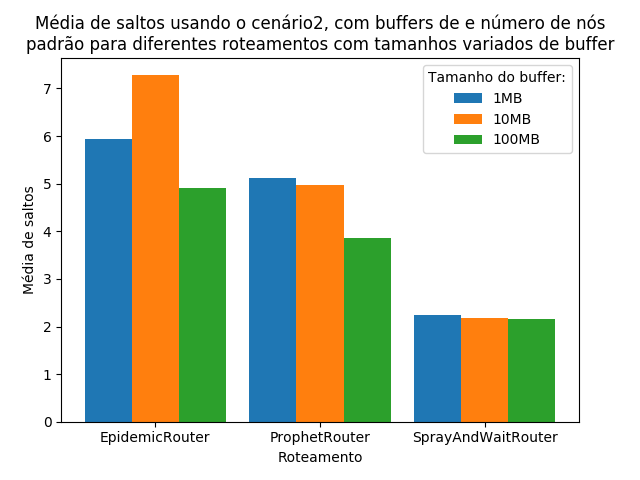 Média de saltos usando o cenário2, com buffers de e número de nós
padrão para diferentes roteamentos com tamanhos variados de buffer
Tamanho do buffer:
1MB
10MB
100MB
Média de saltos
7
6
5
4
3
2
1
0
EpidemicRouter
ProphetRouter
SprayAndWaitRouter
Roteamento